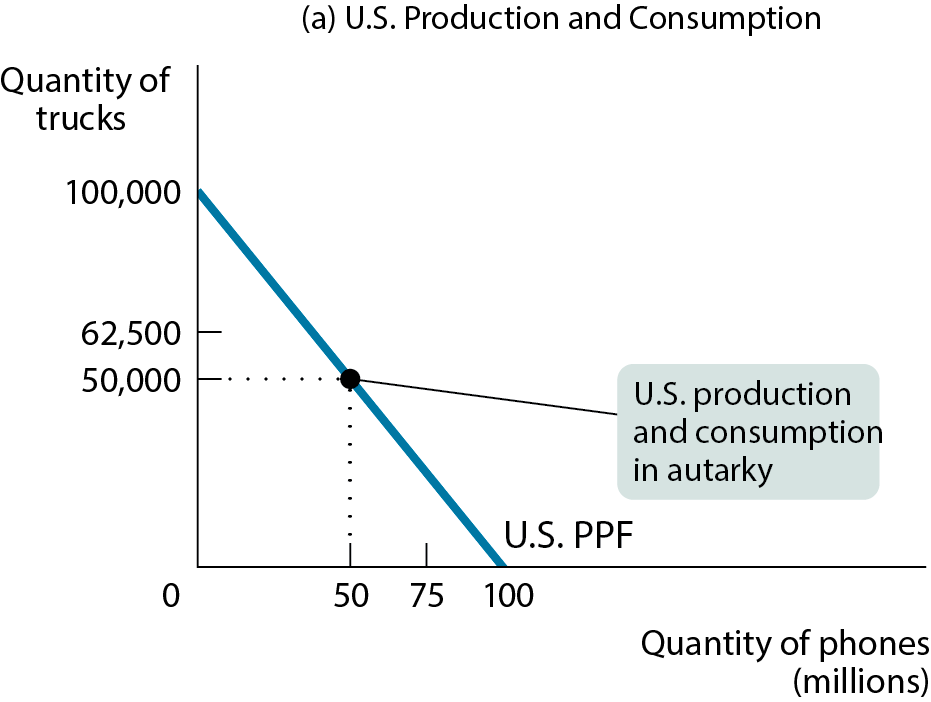 (a) U.S. Production and Consumption
Quantity of
trucks
100,000
62,500
50,000
U.S. production
and consumption
in autarky
U.S. PPF
0
50
75
100
Quantity of phones
(millions)